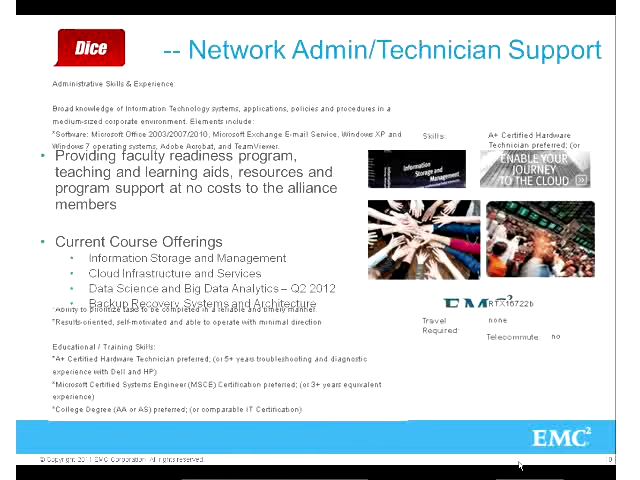 Dice
-- Network Admin/Technician Support
Administrative Skills & Experience
Broad knowledge of Information Technology systems, applications, policies and procedures in a
medium-sized corporate environment. Elements include:
*Software: Microsoft Office 2003/2007/2010, Microsoft Exchange E-mail Service, Windows XP and
Windows 7 operating systems, Adobe Acrobat, and TeamViewer.
Skills:
A+ Certified Hardware
Technician preferred; (or
• Providing faculty readiness program,
teaching and learning aids, resources and
program support at no costs to the alliance
members
Information
Storage and
Management
ENABLE YOUR
JOURNEY
TO THE CLOUD
• Current Course Offerings
• Information Storage and Management
• Cloud Infrastructure and Services
• Data Science and Big Data Analytics – Q2 2012
• Backup Recovery Systems and Architecture
*Ability to prioritize tasks to be completed in a reliable and timely manner.
*Results-oriented, self-motivated and able to operate with minimal direction
RTX16722b
Travel
Required:
none
Telecommute:
no
Educational / Training Skills:
*A+ Certified Hardware Technician preferred; (or 5+ years troubleshooting and diagnostic
experience with Dell and HP)
*Microsoft Certified Systems Engineer (MSCE) Certification preferred; (or 3+ years equivalent
experience)
*College Degree (AA or AS) preferred; (or comparable IT Certification)
EMC²
© Copyright 2011 EMC Corporation. All rights reserved.